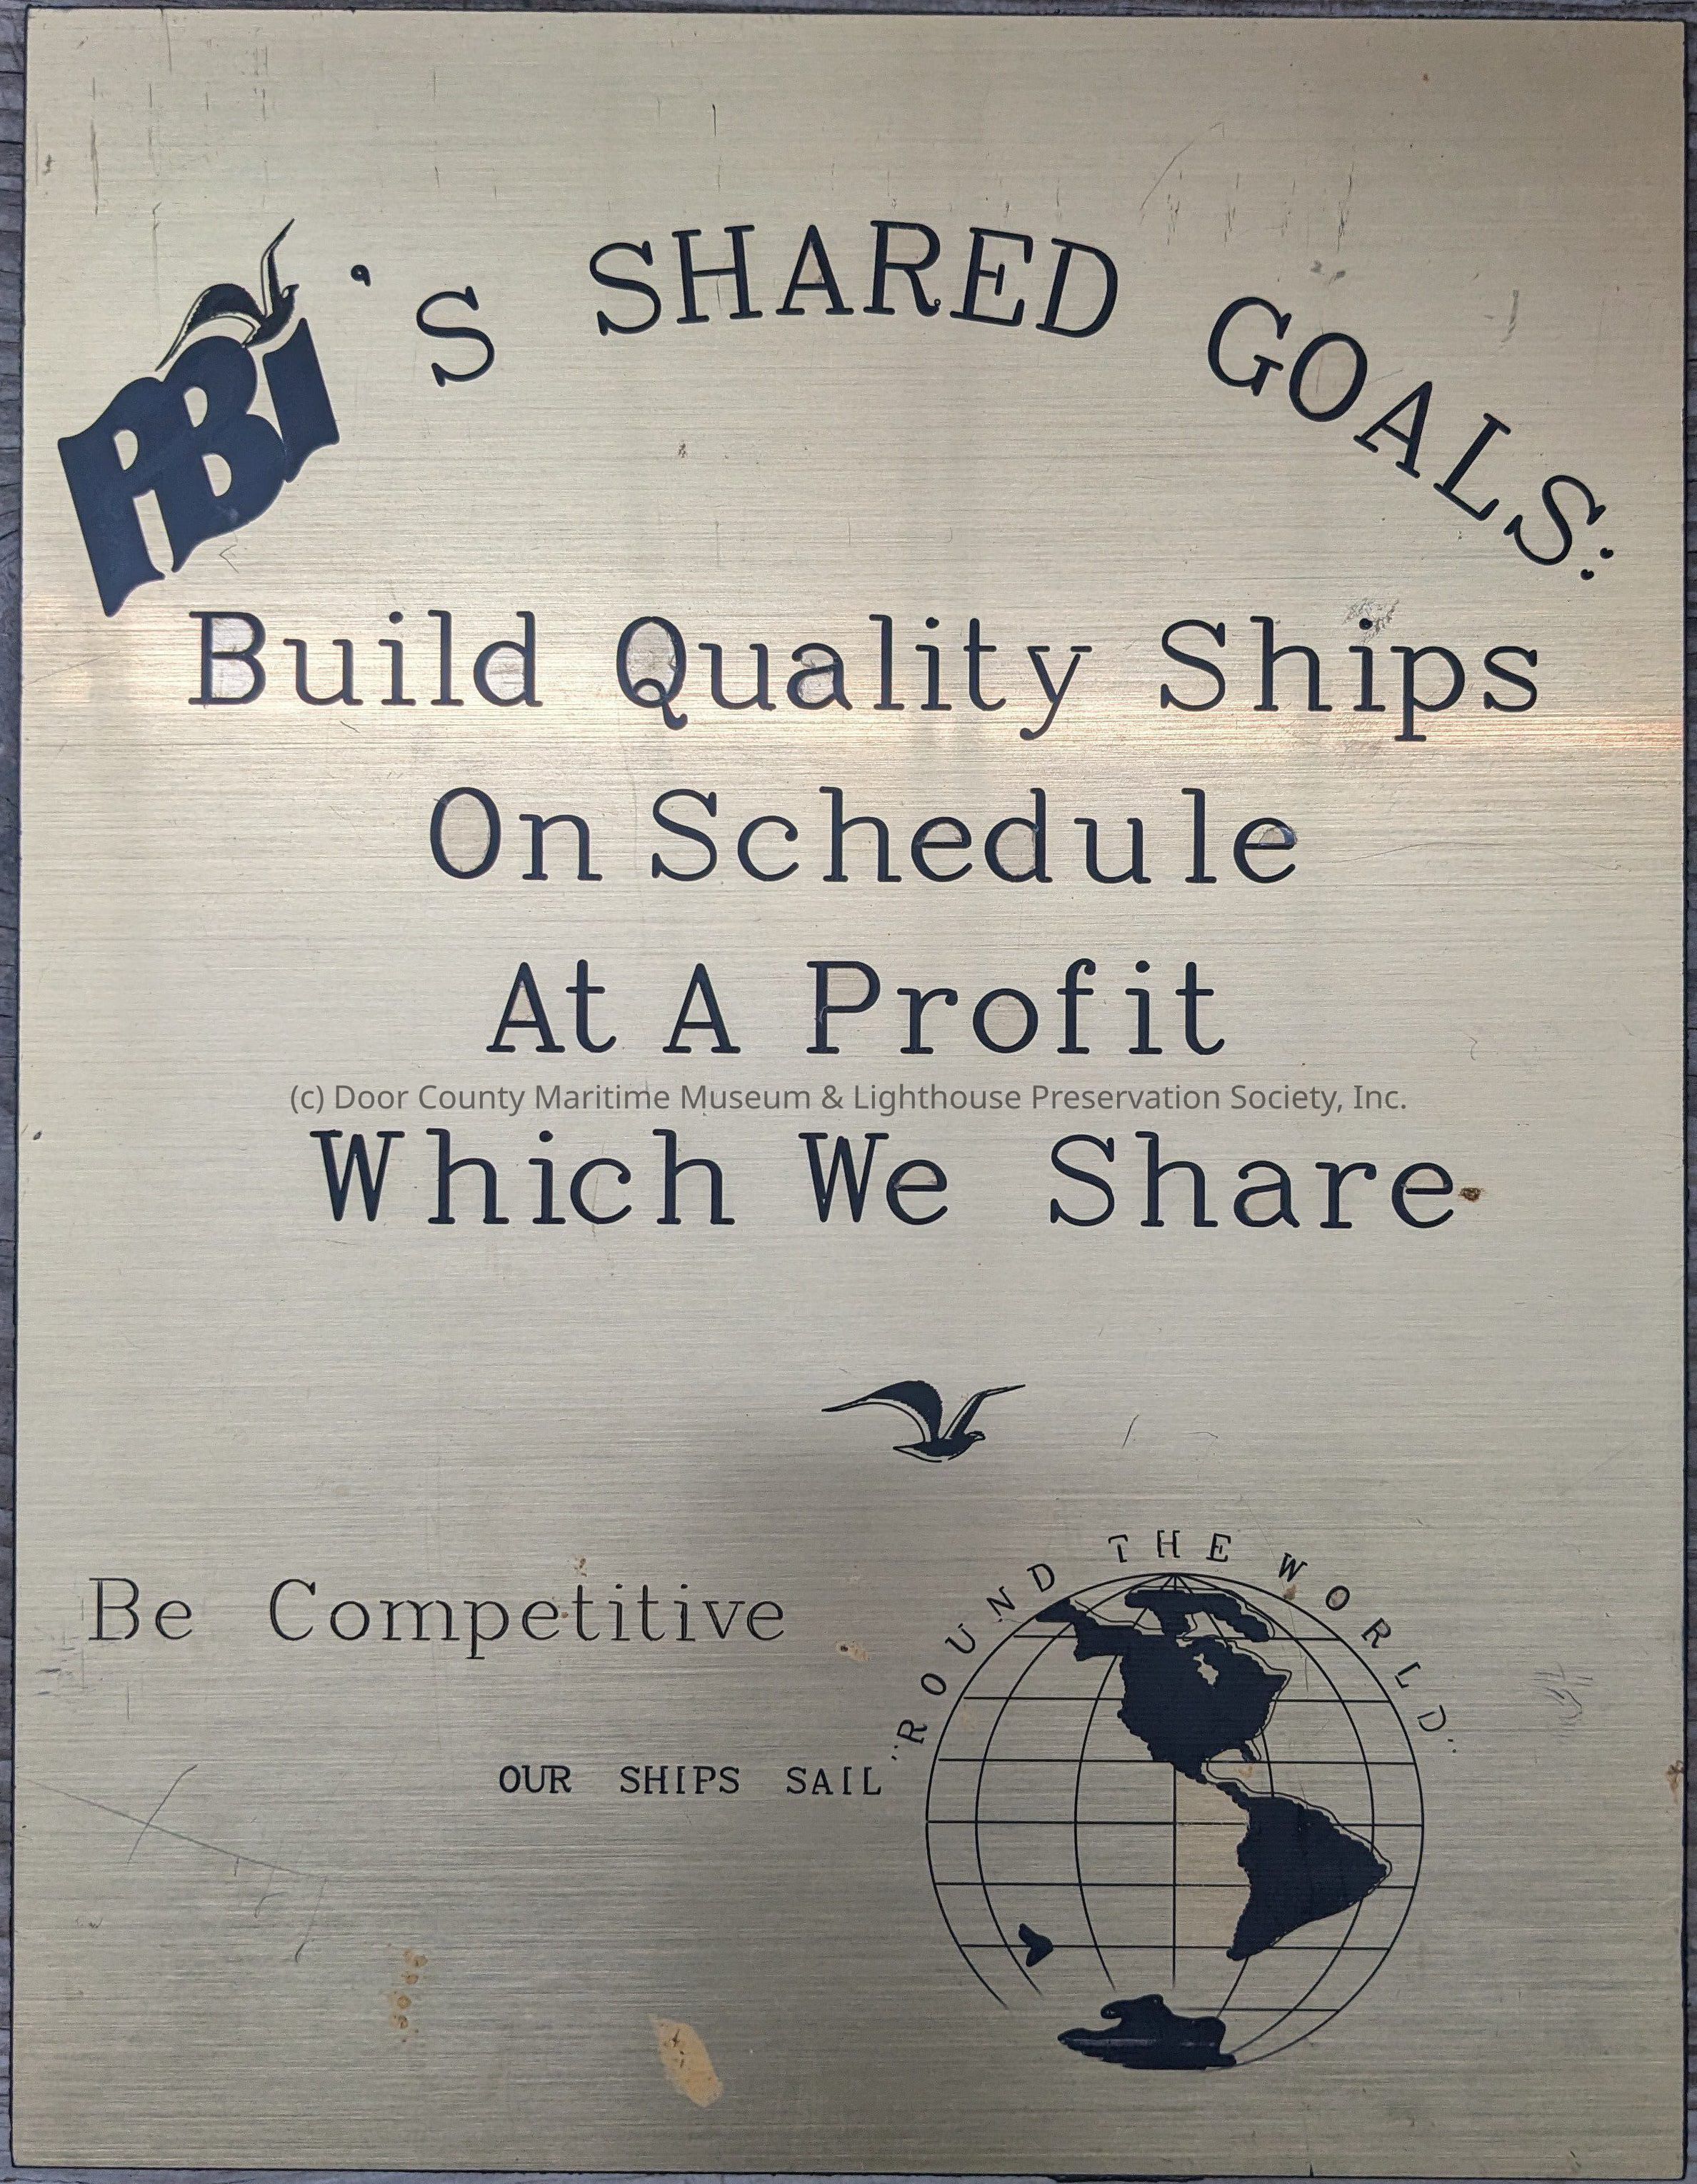 PBI'S SHARED GOALS:
Build Quality Ships
On Schedule
At A Profit
(c) Door County Maritime Museum & Lighthouse Preservation Society, Inc.
Which We Share
Be Competitive
OUR SHIPS SAIL
"ROUND THE WORLD"